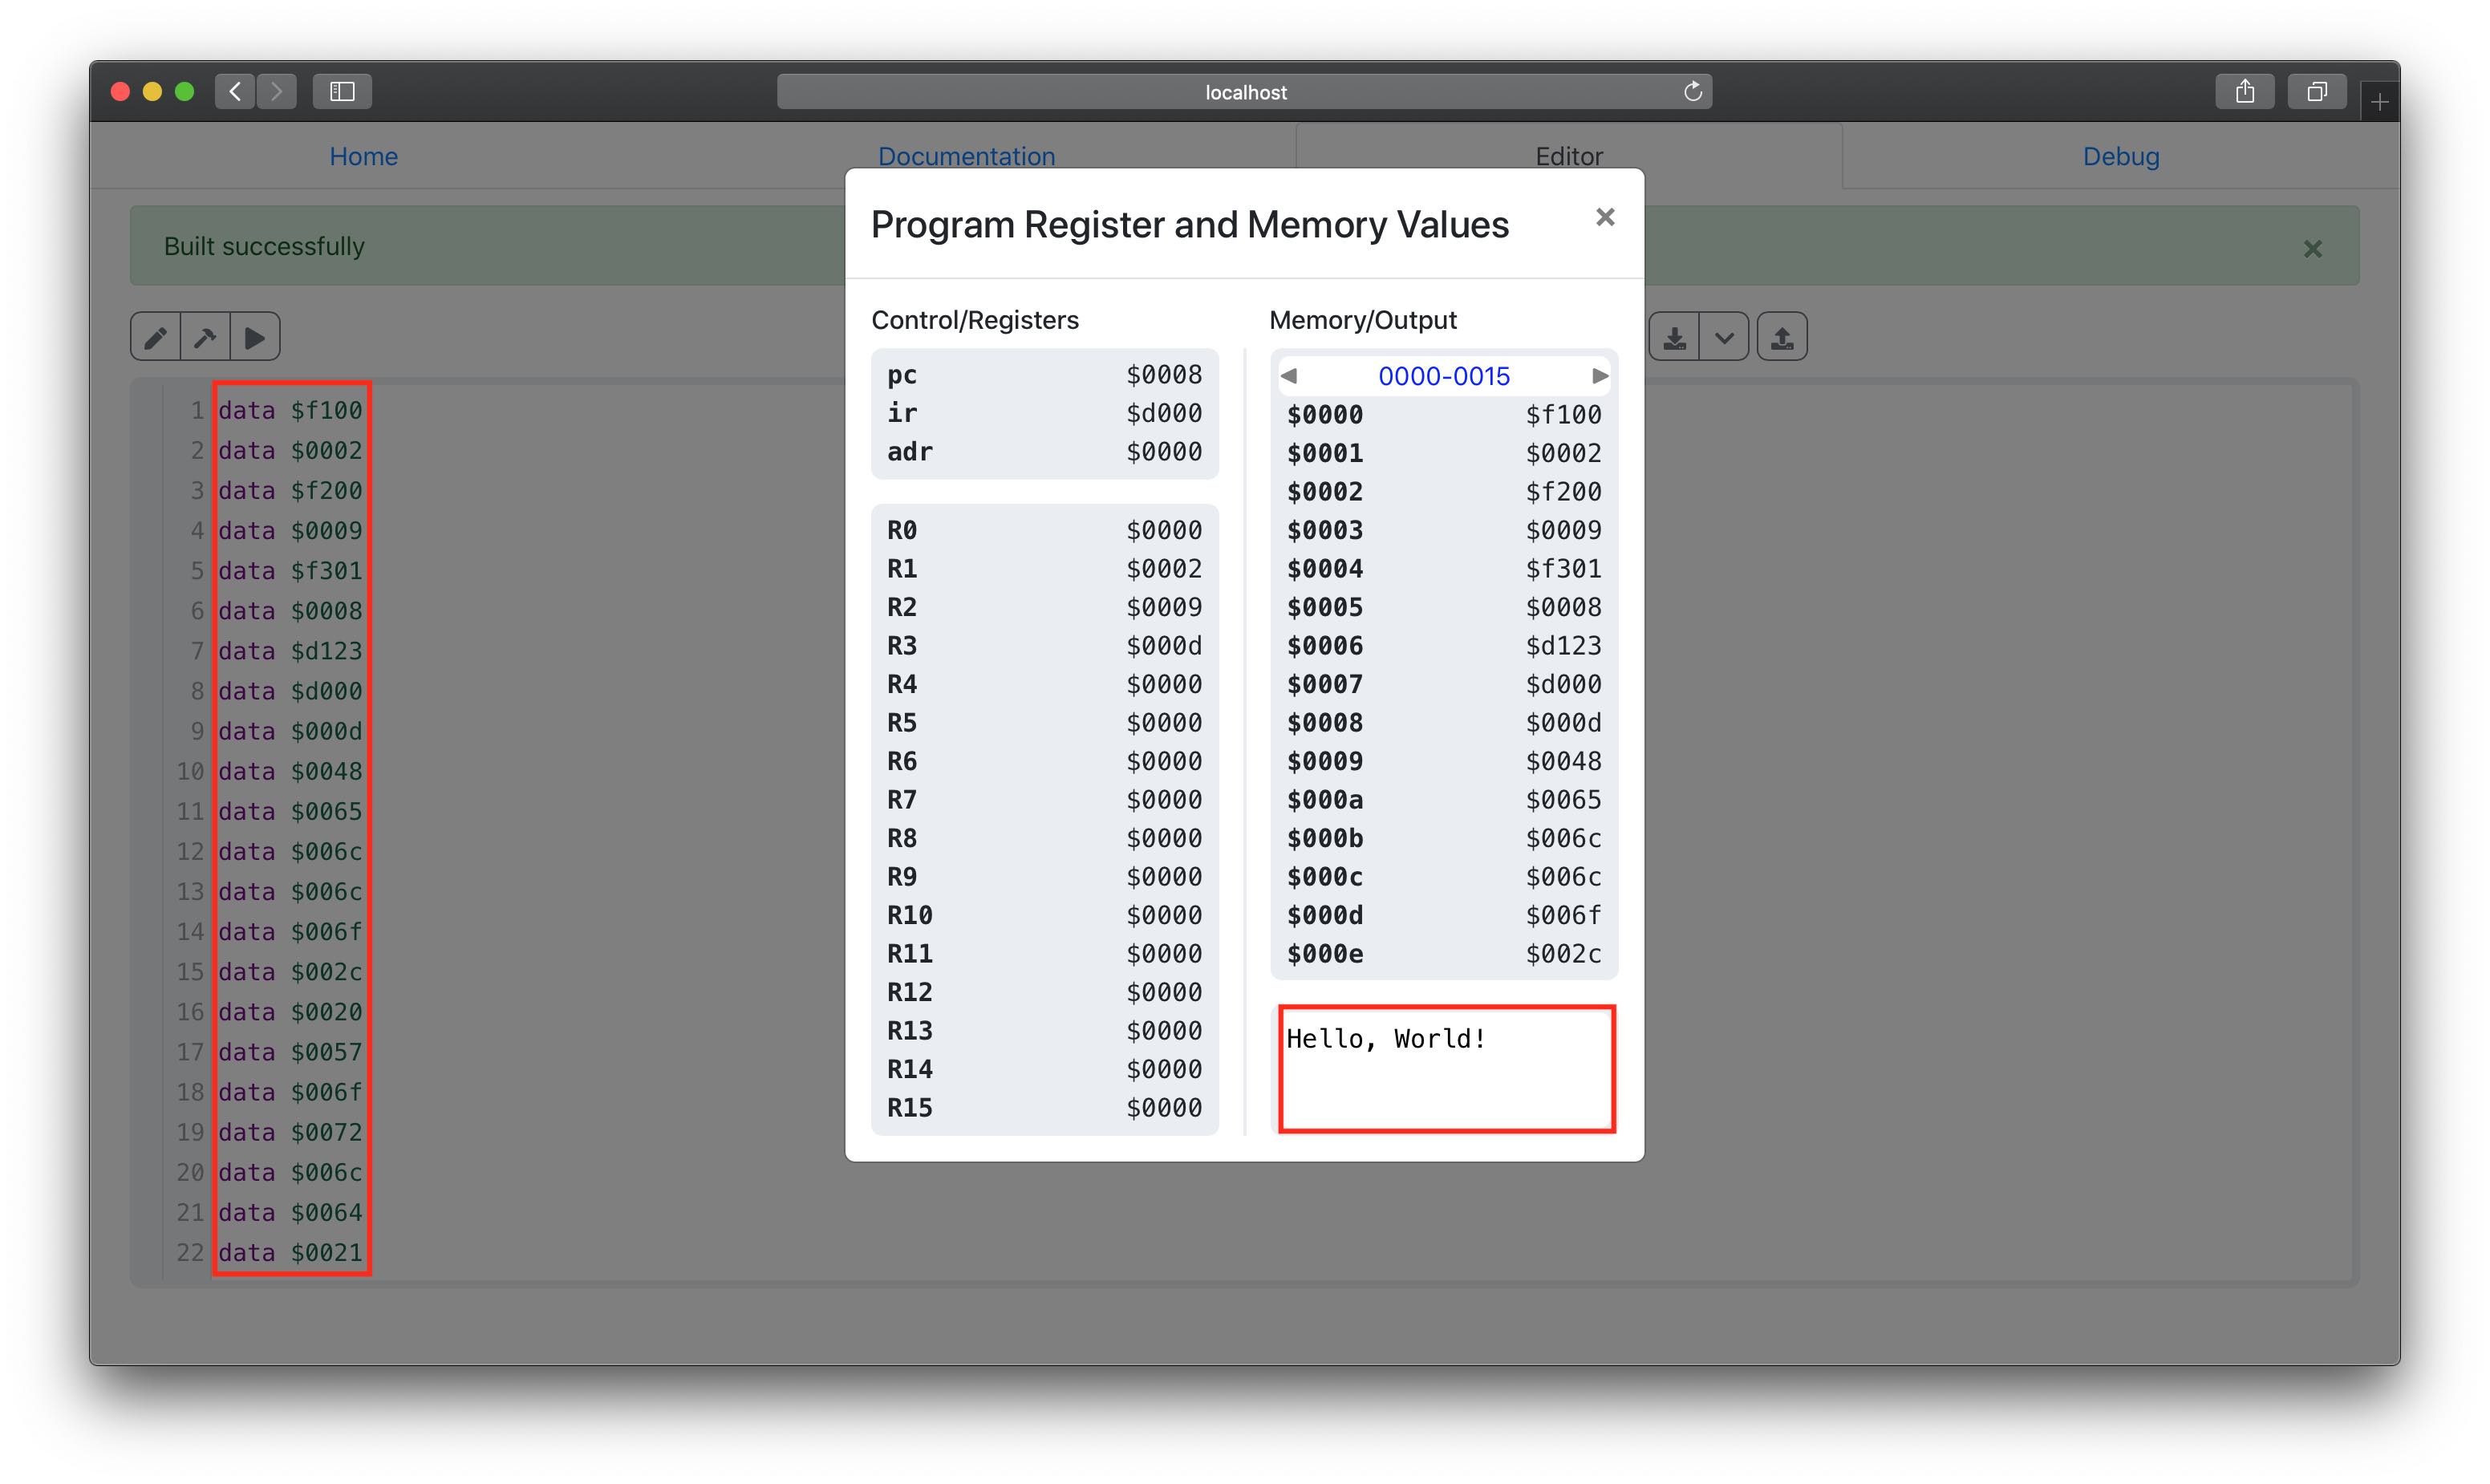 localhost
Home Documentation Editor Debug
Built successfully
Program Register and Memory Values
Control/Registers
pc $0008
ir $d000
adr $0000
R0 $0000
R1 $0002
R2 $0009
R3 $000d
R4 $0000
R5 $0000
R6 $0000
R7 $0000
R8 $0000
R9 $0000
R10 $0000
R11 $0000
R12 $0000
R13 $0000
R14 $0000
R15 $0000
Memory/Output
0000-0015
$0000 $f100
$0001 $0002
$0002 $f200
$0003 $0009
$0004 $f301
$0005 $0008
$0006 $d123
$0007 $d000
$0008 $000d
$0009 $0048
$000a $0065
$000b $006c
$000c $006c
$000d $006f
$000e $002c
Hello, World!
1 data $f100
2 data $0002
3 data $f200
4 data $0009
5 data $f301
6 data $0008
7 data $d123
8 data $d000
9 data $000d
10 data $0048
11 data $0065
12 data $006c
13 data $006c
14 data $006f
15 data $002c
16 data $0020
17 data $0057
18 data $006f
19 data $0072
20 data $006c
21 data $0064
22 data $0021